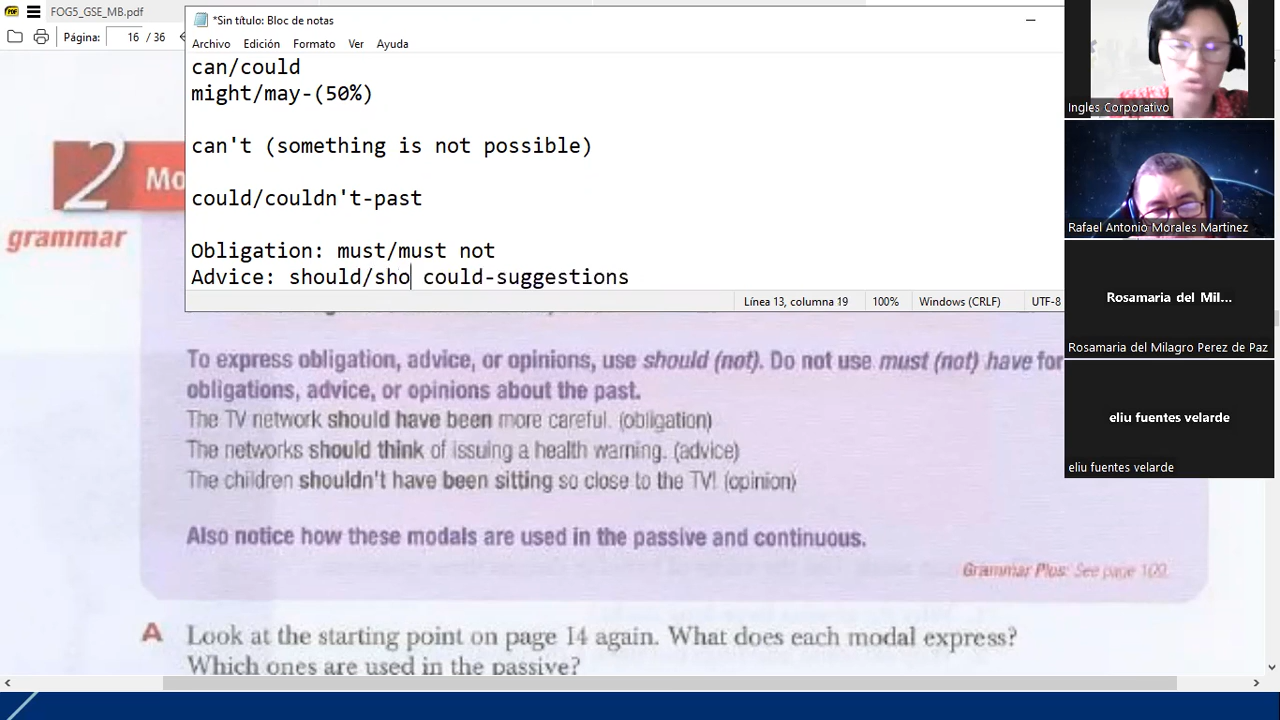 FOG5_GSE_MB.pdf
Página: 16 / 36
*Sin título: Bloc de notas
Archivo Edición Formato Ver Ayuda
can/could
might/may-(50%)
can't (something is not possible)
could/couldn't-past
Obligation: must/must not
Advice: should/sho could-suggestions
Línea 13, columna 19 100% Windows (CRLF) UTF-8
2 Mo
grammar
To express obligation, advice, or opinions, use should (not). Do not use must (not) have for
obligations, advice, or opinions about the past.
The TV network should have been more careful. (obligation)
The networks should think of issuing a health warning. (advice)
The children shouldn't have been sitting so close to the TV! (opinion)
Also notice how these modals are used in the passive and continuous.
Grammar Plus: See page 109.
A Look at the starting point on page 14 again. What does each modal express?
Which ones are used in the passive?
Ingles Corporativo
Rafael Antonio Morales Martinez
Rosamaria del Mil...
Rosamaria del Milagro Perez de Paz
eliu fuentes velarde
eliu fuentes velarde